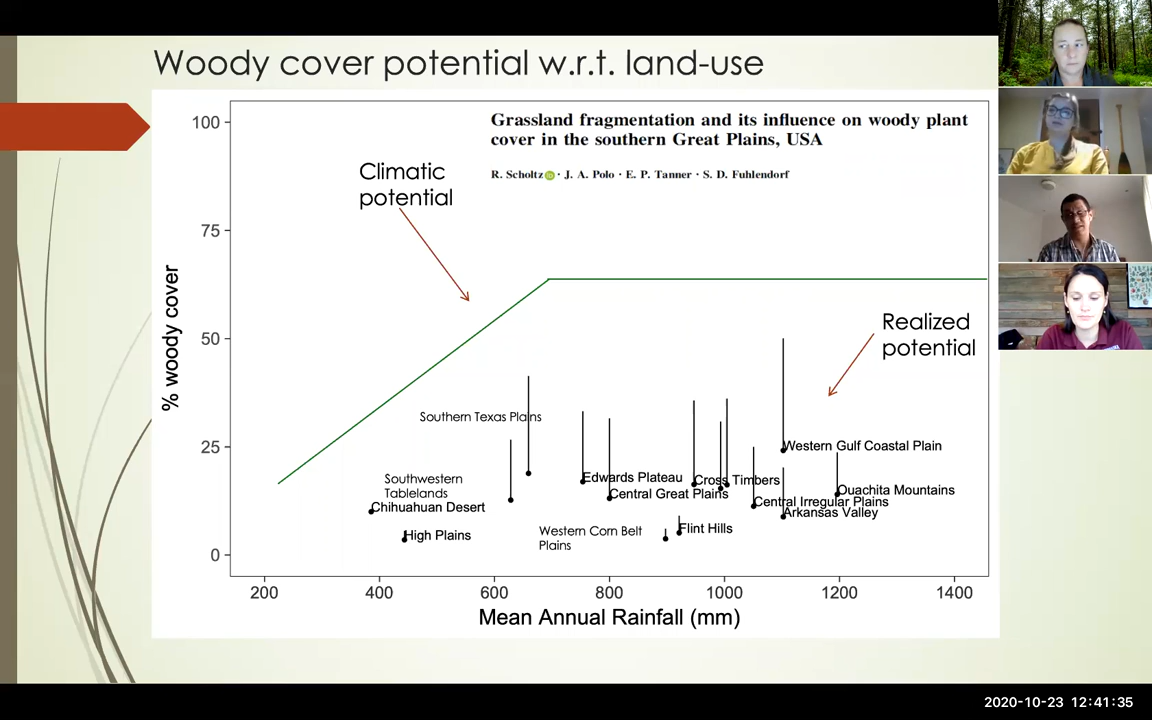 Woody cover potential w.r.t. land-use
Grassland fragmentation and its influence on woody plant
cover in the southern Great Plains, USA
R. Scholtz · J. A. Polo · E. P. Tanner · S. D. Fuhlendorf
Climatic
potential
Realized
potential
% woody cover
100
75
50
25
0
Southern Texas Plains
Western Gulf Coastal Plain
Southwestern
Tablelands
Edwards Plateau
Cross Timbers
Central Great Plains
Ouachita Mountains
Central Irregular Plains
Chihuahuan Desert
Arkansas Valley
High Plains
Western Corn Belt
Plains
Flint Hills
200 400 600 800 1000 1200 1400
Mean Annual Rainfall (mm)
2020-10-23 12:41:35